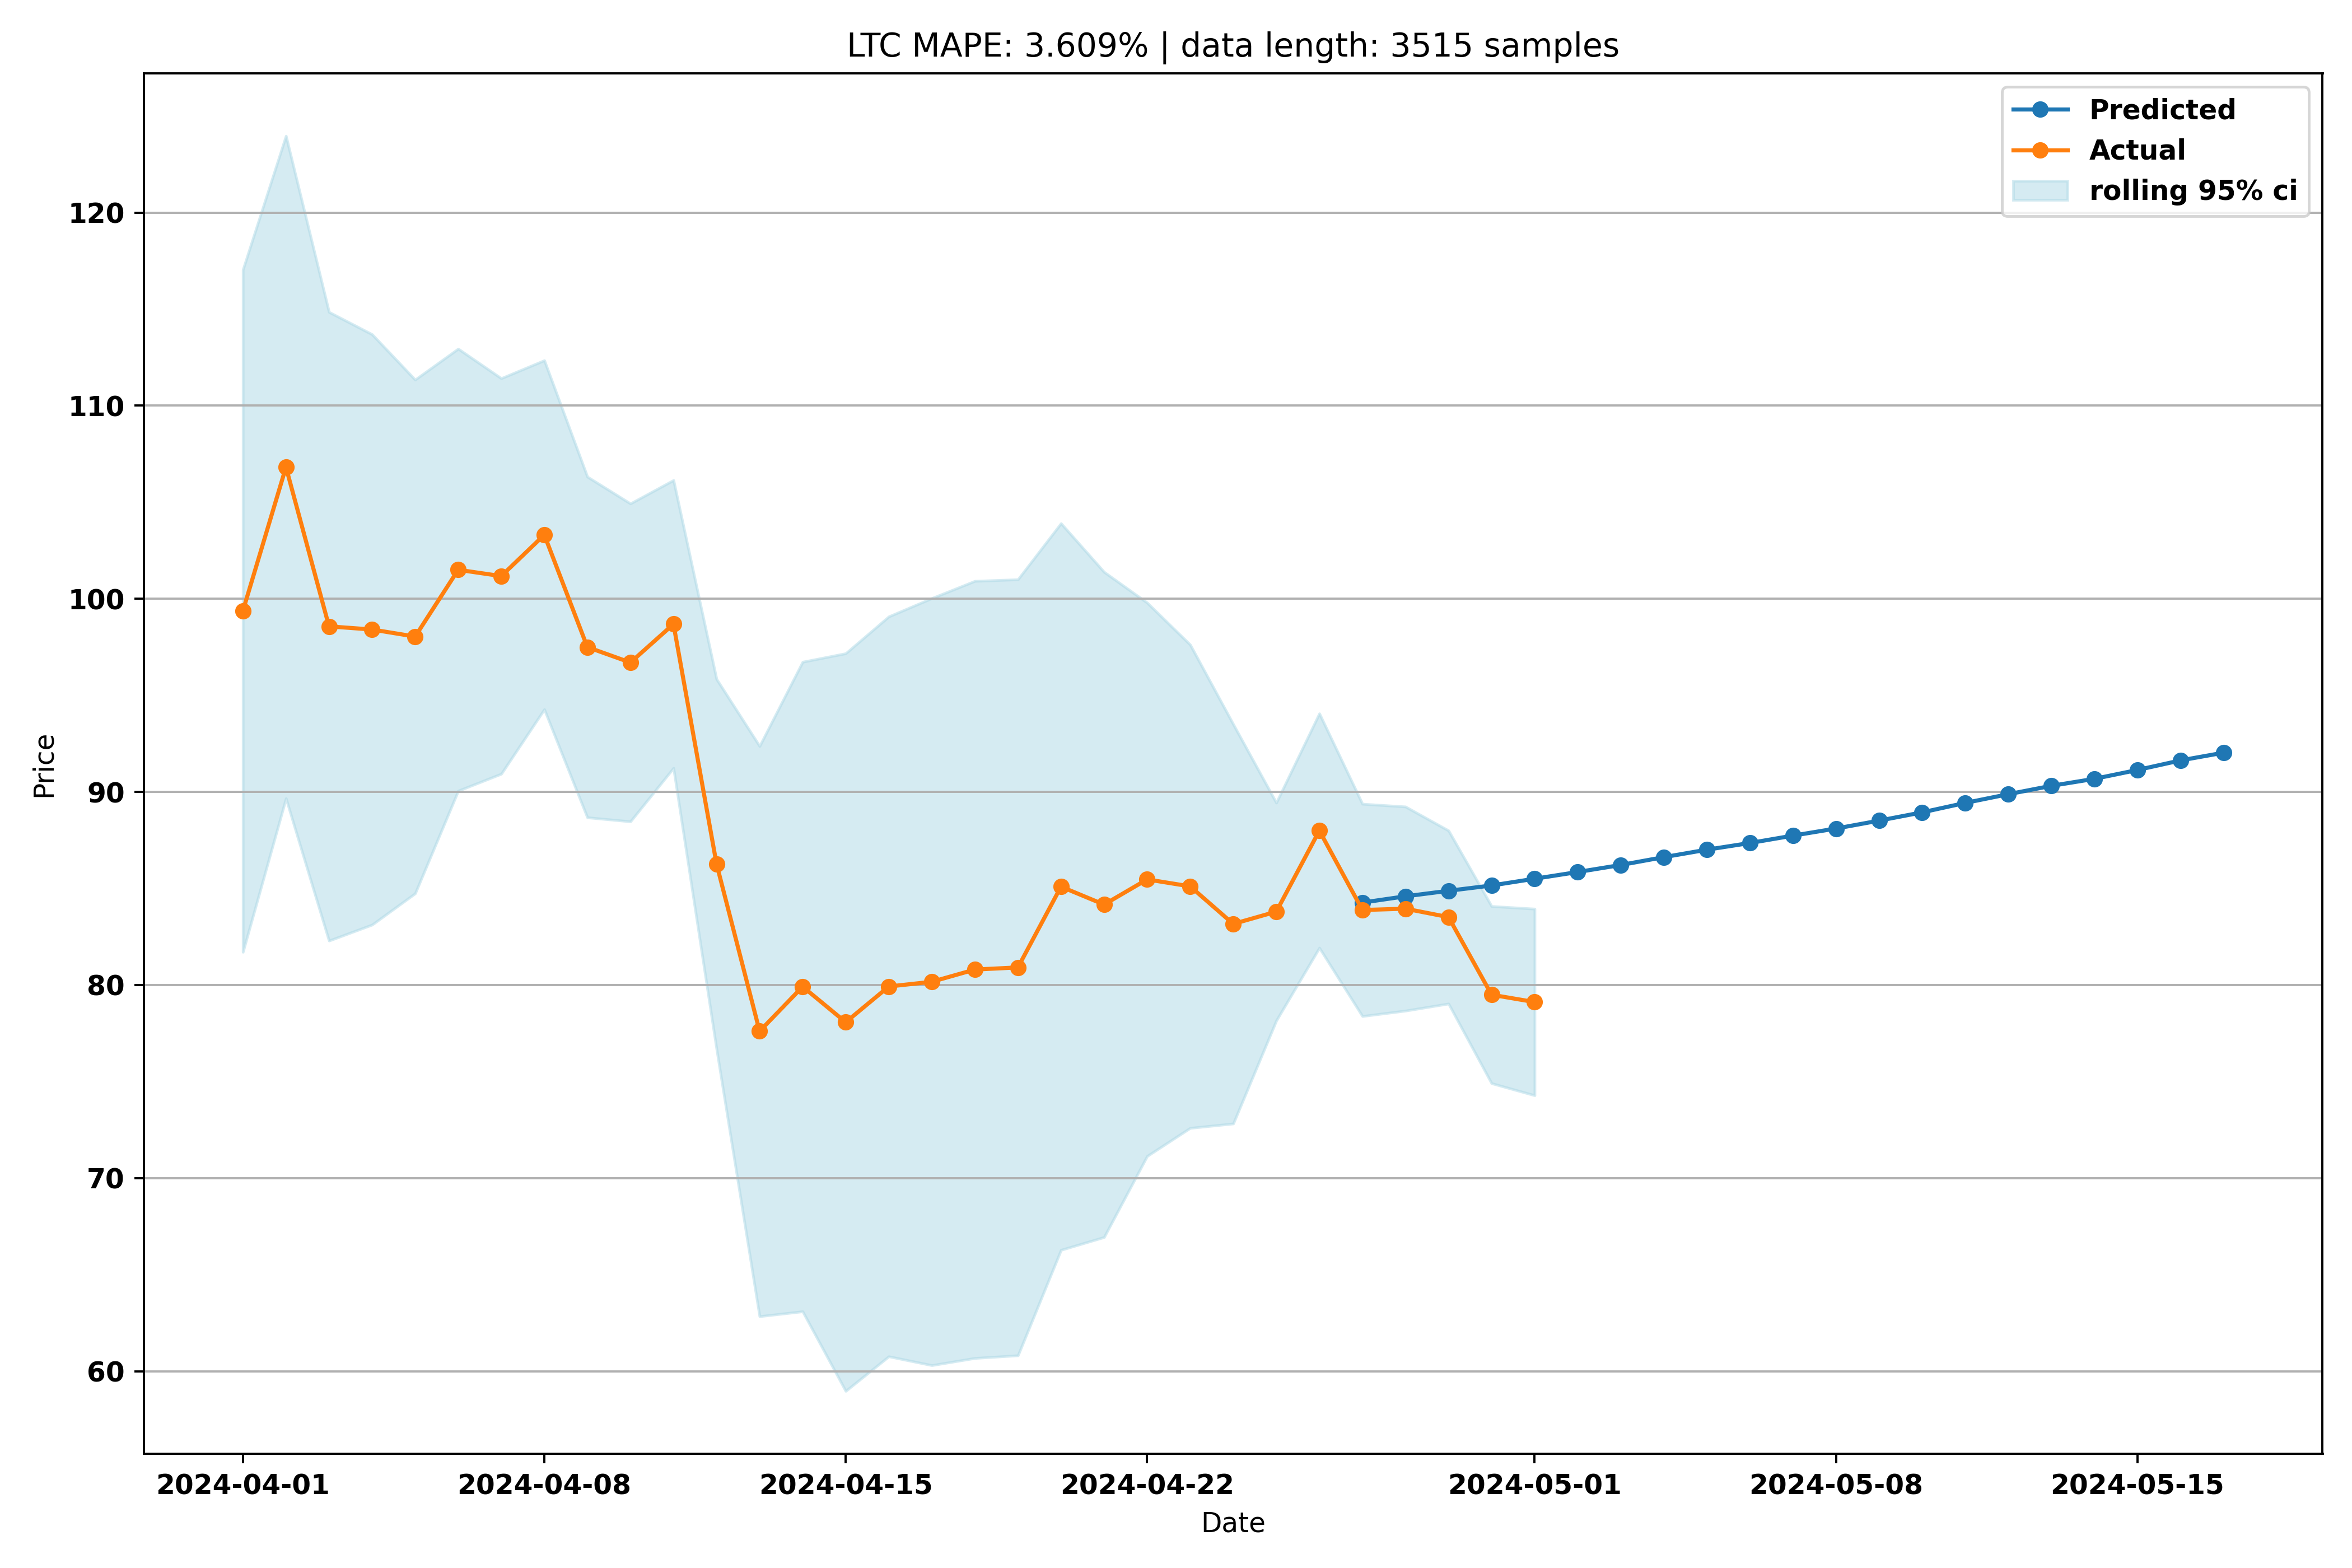 LTC MAPE: 3.609% | data length: 3515 samples
Predicted
Actual
rolling 95% ci
120
110
100
90
80
70
60
Price
2024-04-01 2024-04-08 2024-04-15 2024-04-22 2024-05-01 2024-05-08 2024-05-15
Date